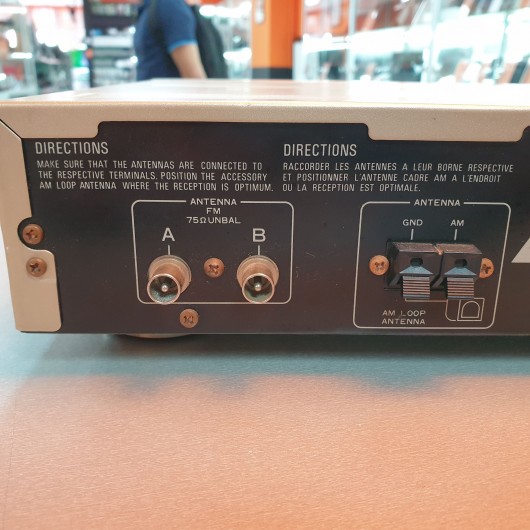 DIRECTIONS
MAKE SURE THAT THE ANTENNAS ARE CONNECTED TO
THE RESPECTIVE TERMINALS. POSITION THE ACCESSORY
AM LOOP ANTENNA WHERE THE RECEPTION IS OPTIMUM.
DIRECTIONS
RACCORDER LES ANTENNES A LEUR BORNE RESPECTIVE
ET POSITIONNER L'ANTENNE CADRE AM A L'ENDROIT
OU LA RECEPTION EST OPTIMALE.
ANTENNA
FM
75Ω UNBAL
A
B
ANTENNA
GND
AM
AM LOOP
ANTENNA